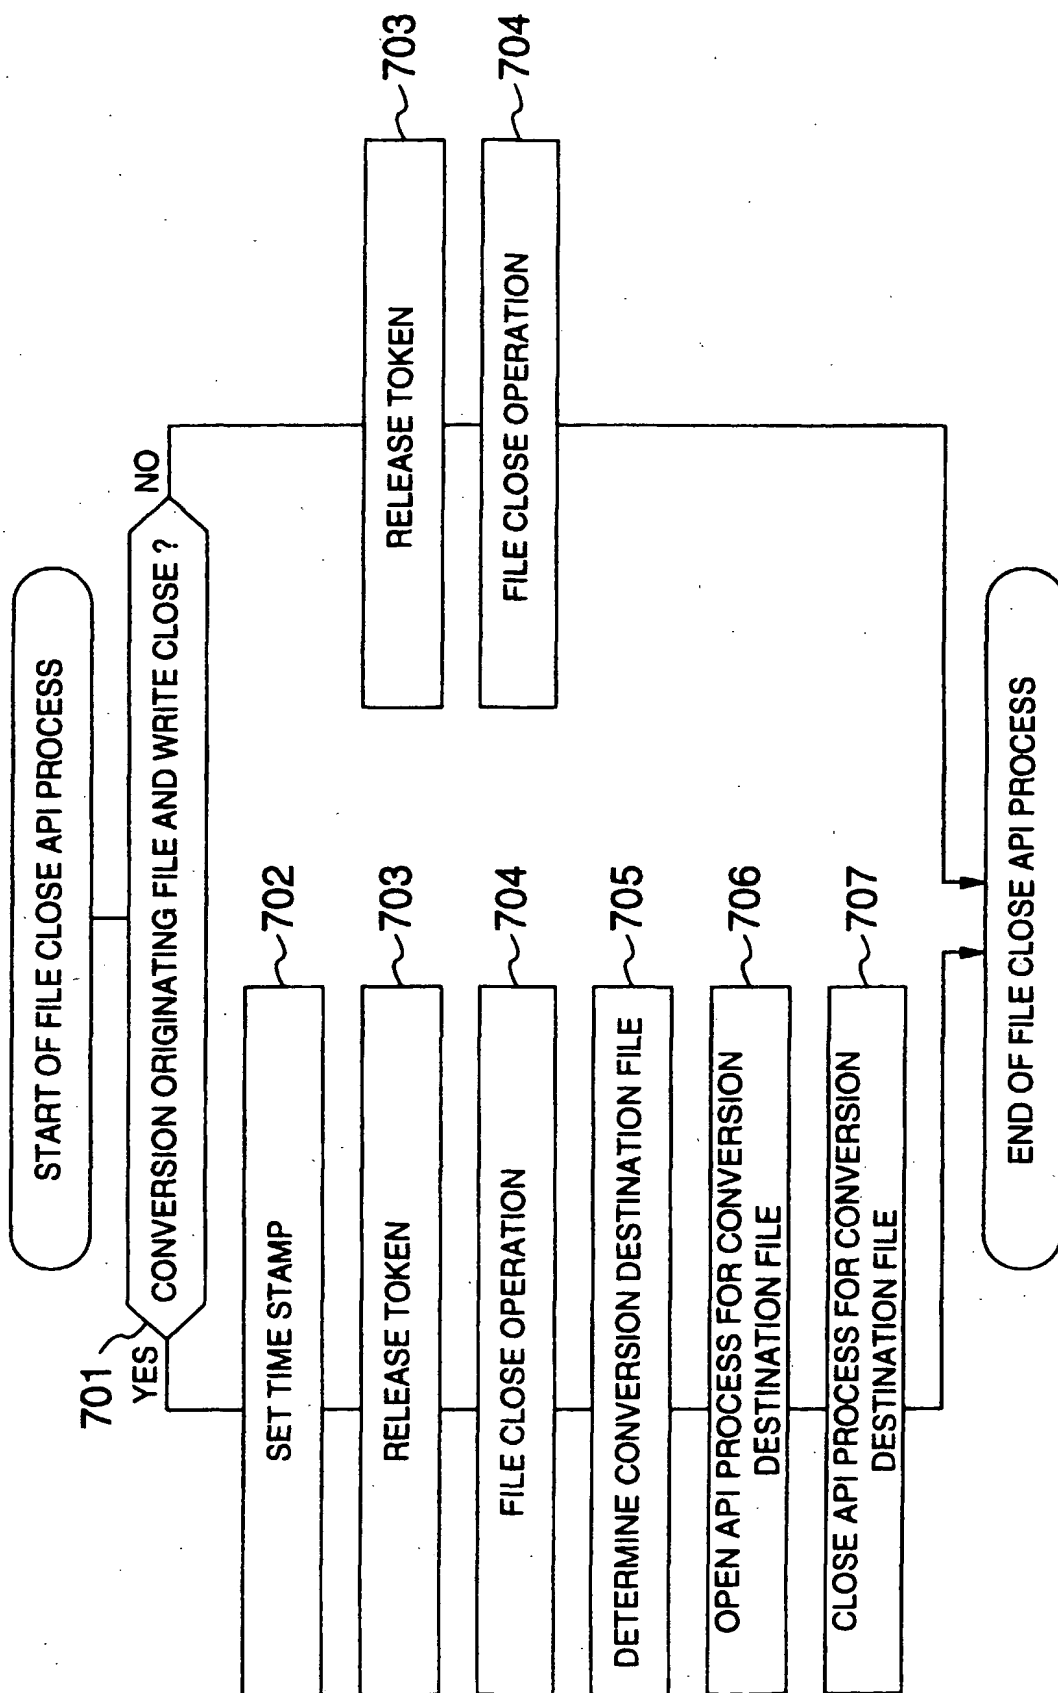 START OF FILE CLOSE API PROCESS
701
CONVERSION ORIGINATING FILE AND WRITE CLOSE ?
YES
NO
SET TIME STAMP
702
RELEASE TOKEN
703
FILE CLOSE OPERATION
704
DETERMINE CONVERSION DESTINATION FILE
705
OPEN API PROCESS FOR CONVERSION
DESTINATION FILE
706
CLOSE API PROCESS FOR CONVERSION
DESTINATION FILE
707
RELEASE TOKEN
703
FILE CLOSE OPERATION
704
END OF FILE CLOSE API PROCESS